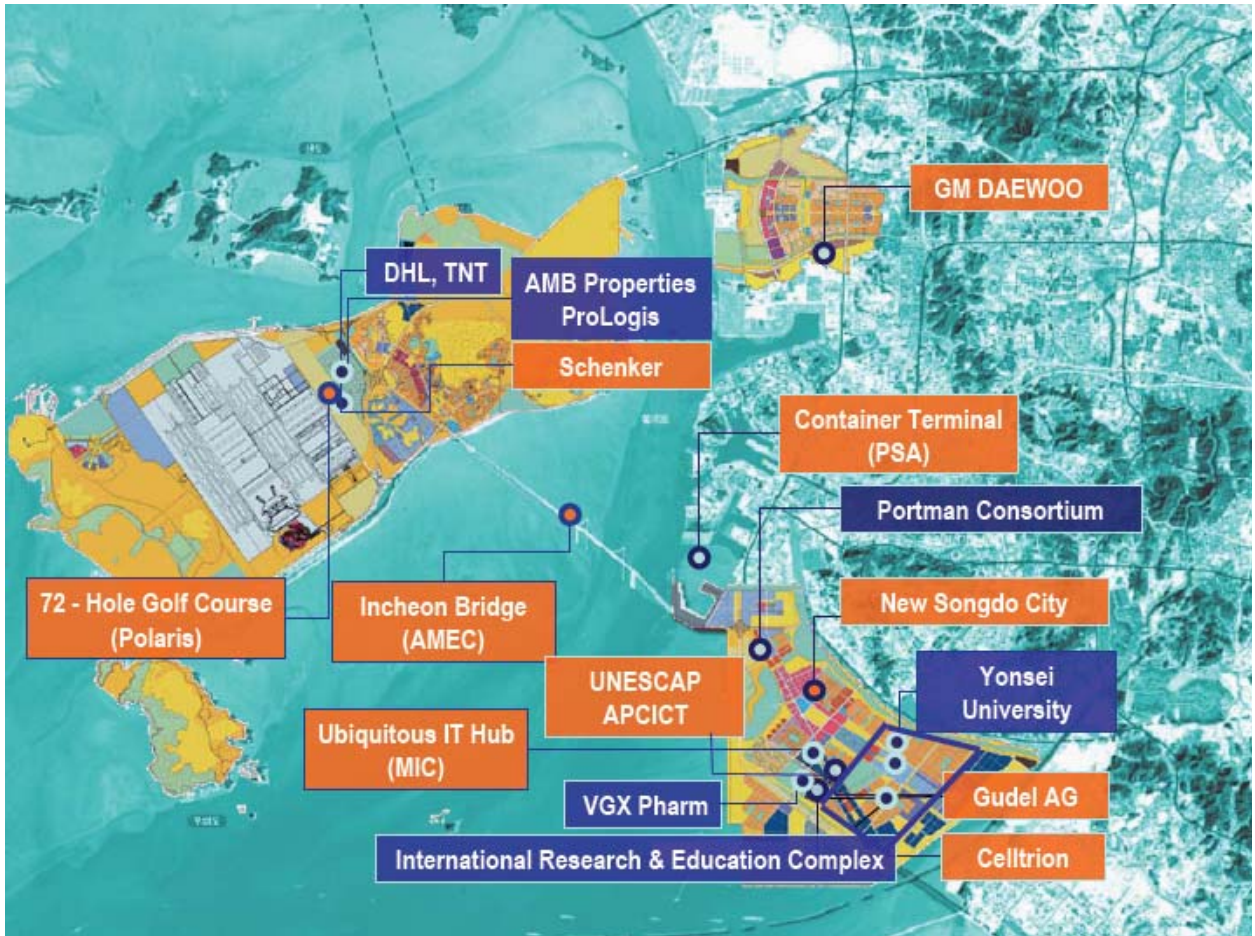 GM DAEWOO
DHL, TNT
AMB Properties
ProLogis
Schenker
Container Terminal
(PSA)
Portman Consortium
72 - Hole Golf Course
(Polaris)
Incheon Bridge
(AMEC)
New Songdo City
UNESCAP
APCICT
Yonsei
University
Ubiquitous IT Hub
(MIC)
VGX Pharm
Gudel AG
International Research & Education Complex
Celltrion